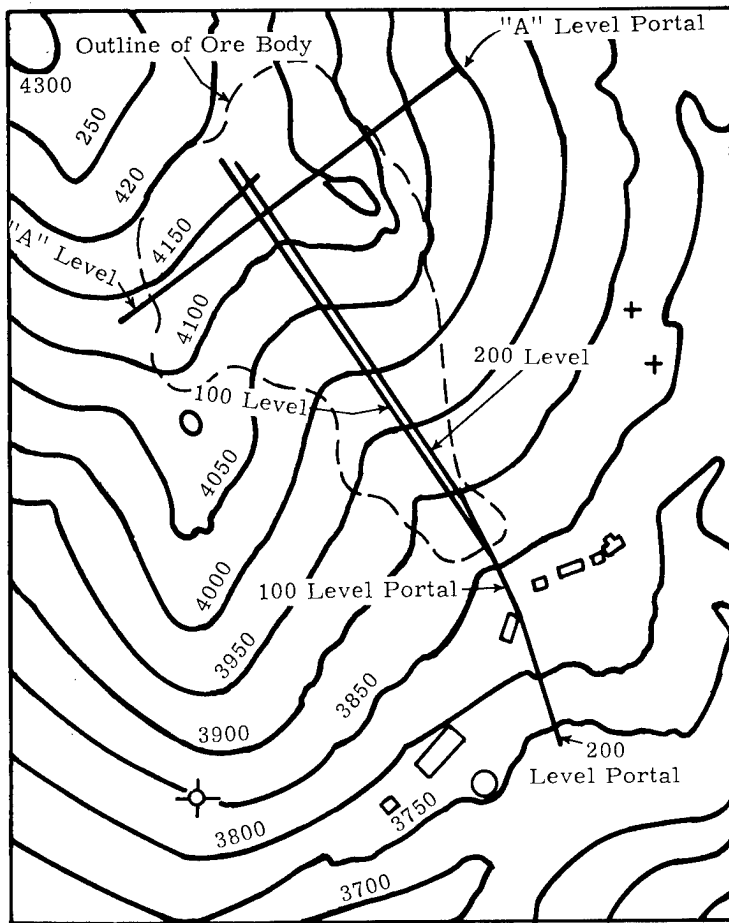 "A" Level Portal
Outline of Ore Body
4300
250
420
4150
"A" Level
4100
200 Level
100 Level
4050
4000
100 Level Portal
3950
3850
3900
200
Level Portal
3750
3800
3700